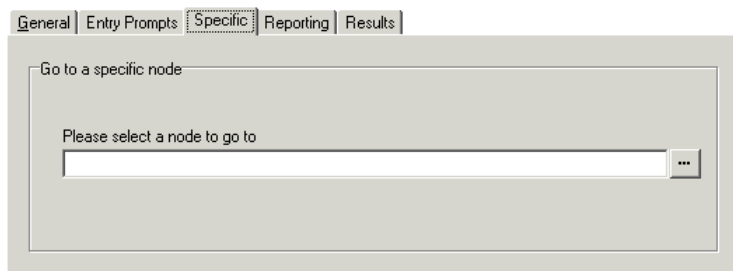 General Entry Prompts Specific Reporting Results
Go to a specific node
Please select a node to go to
...